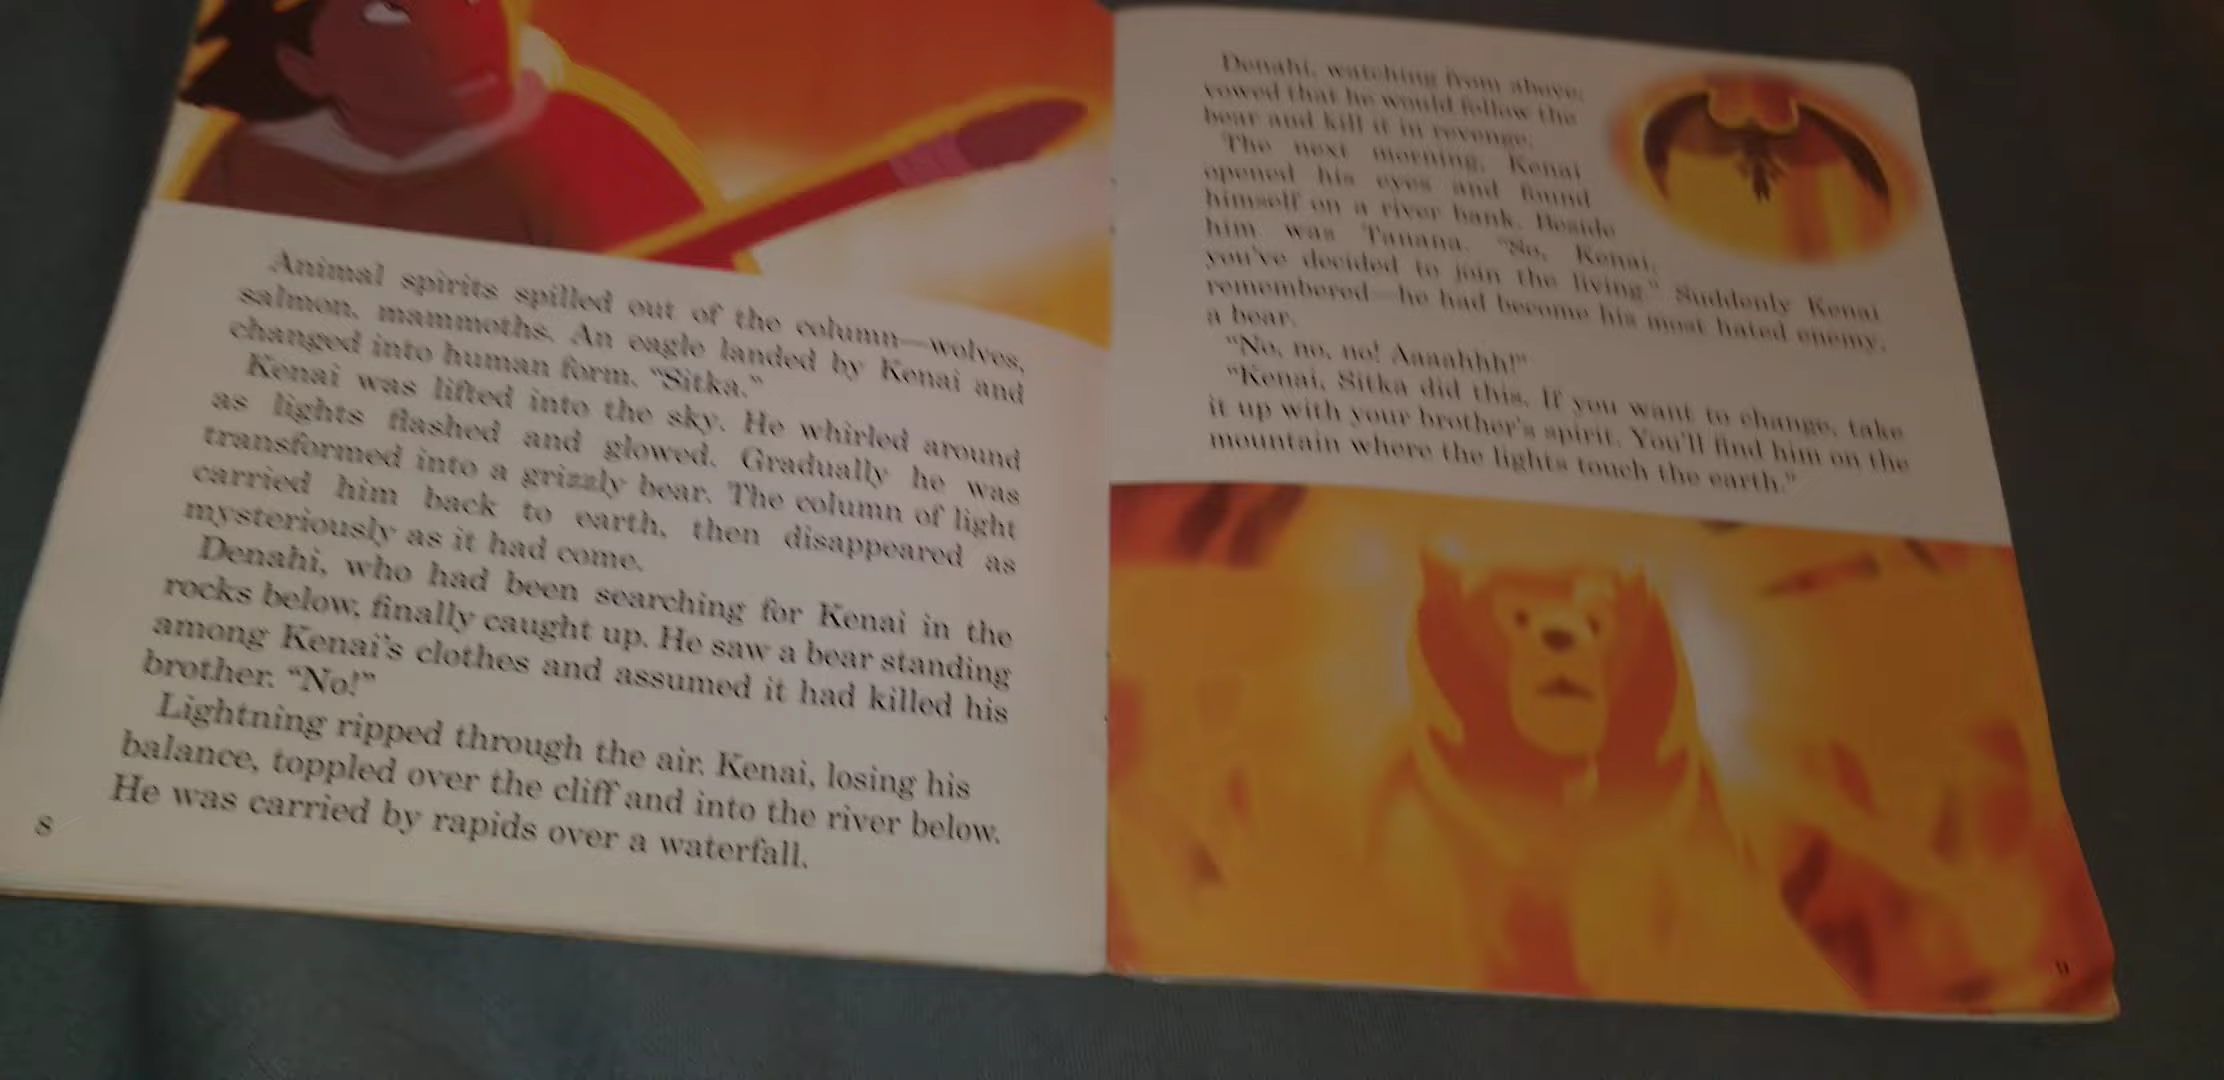 Animal spirits spilled out of the column—wolves,
salmon, mammoths. An eagle landed by Kenai and
changed into human form. “Sitka.”
Kenai was lifted into the sky. He whirled around
as lights flashed and glowed. Gradually he was
transformed into a grizzly bear. The column of light
carried him back to earth, then disappeared as
mysteriously as it had come.
Denahi, who had been searching for Kenai in the
rocks below, finally caught up. He saw a bear standing
among Kenai’s clothes and assumed it had killed his
brother. “No!”
Lightning ripped through the air. Kenai, losing his
balance, toppled over the cliff and into the river below.
He was carried by rapids over a waterfall.
8
Denahi, watching from above,
vowed that he would follow the
bear and kill it in revenge.
The next morning, Kenai
opened his eyes and found
himself on a river bank. Beside
him was Tanana. “So, Kenai,
you’ve decided to join the living.” Suddenly Kenai
remembered—he had become his most hated enemy,
a bear.
“No, no, no! Aaaahhh!”
“Kenai, Sitka did this. If you want to change, take
it up with your brother’s spirit. You’ll find him on the
mountain where the lights touch the earth.”